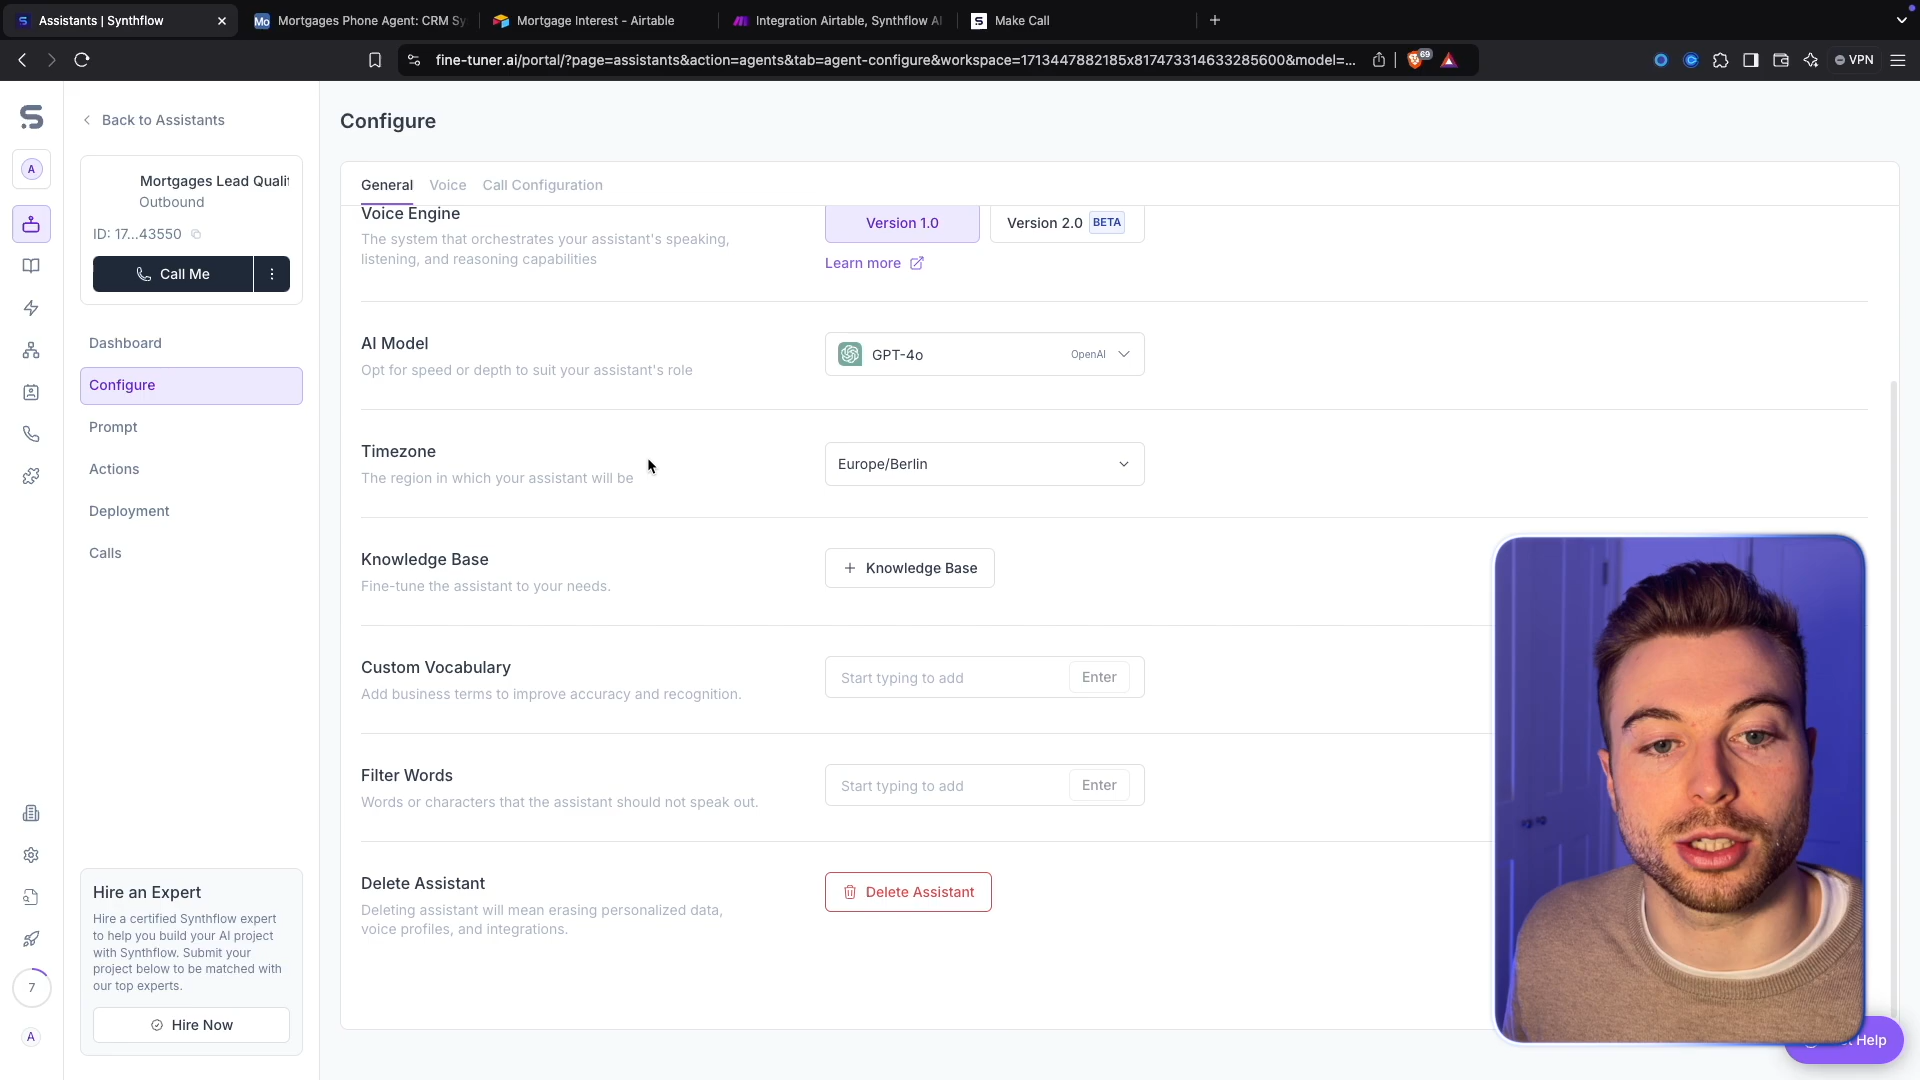 Assistants | Synthflow
Mo Mortgages Phone Agent: CRM Sy
Mortgage Interest - Airtable
Integration Airtable, Synthflow AI
Make Call
fine-tuner.ai/portal/?page=assistants&action=agents&tab=agent-configure&workspace=1713447882185x817473314633285600&model=...
69
VPN
Back to Assistants
Configure
A
Mortgages Lead Qualif
Outbound
ID: 17...43550
Call Me
Dashboard
Configure
Prompt
Actions
Deployment
Calls
Hire an Expert
Hire a certified Synthflow expert
to help you build your AI project
with Synthflow. Submit your
project below to be matched with
our top experts.
Hire Now
7
A
General
Voice
Call Configuration
Voice Engine
The system that orchestrates your assistant's speaking,
listening, and reasoning capabilities
Version 1.0
Version 2.0 BETA
Learn more
AI Model
Opt for speed or depth to suit your assistant's role
GPT-4o
OpenAI
Timezone
The region in which your assistant will be
Europe/Berlin
Knowledge Base
Fine-tune the assistant to your needs.
+ Knowledge Base
Custom Vocabulary
Add business terms to improve accuracy and recognition.
Start typing to add
Enter
Filter Words
Words or characters that the assistant should not speak out.
Start typing to add
Enter
Delete Assistant
Deleting assistant will mean erasing personalized data,
voice profiles, and integrations.
Delete Assistant
Help